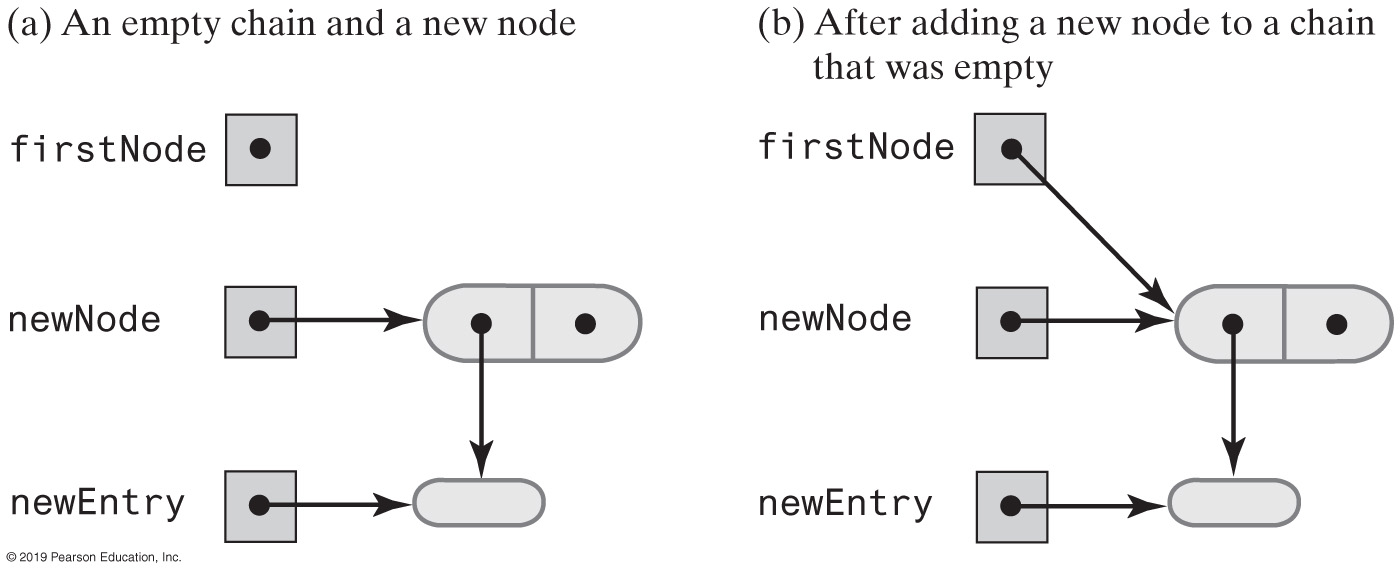 (a) An empty chain and a new node
firstNode
newNode
newEntry
(b) After adding a new node to a chain
that was empty
firstNode
newNode
newEntry
© 2019 Pearson Education, Inc.